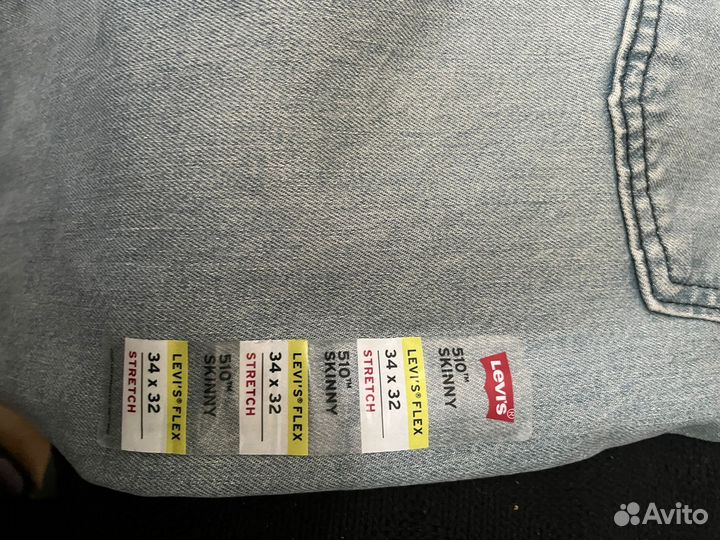 LEVI'S®
510™
SKINNY
LEVI'S® FLEX
34 x 32
STRETCH
510™
SKINNY
LEVI'S® FLEX
34 x 32
STRETCH
510™
SKINNY
LEVI'S® FLEX
34 x 32
STRETCH
Avito